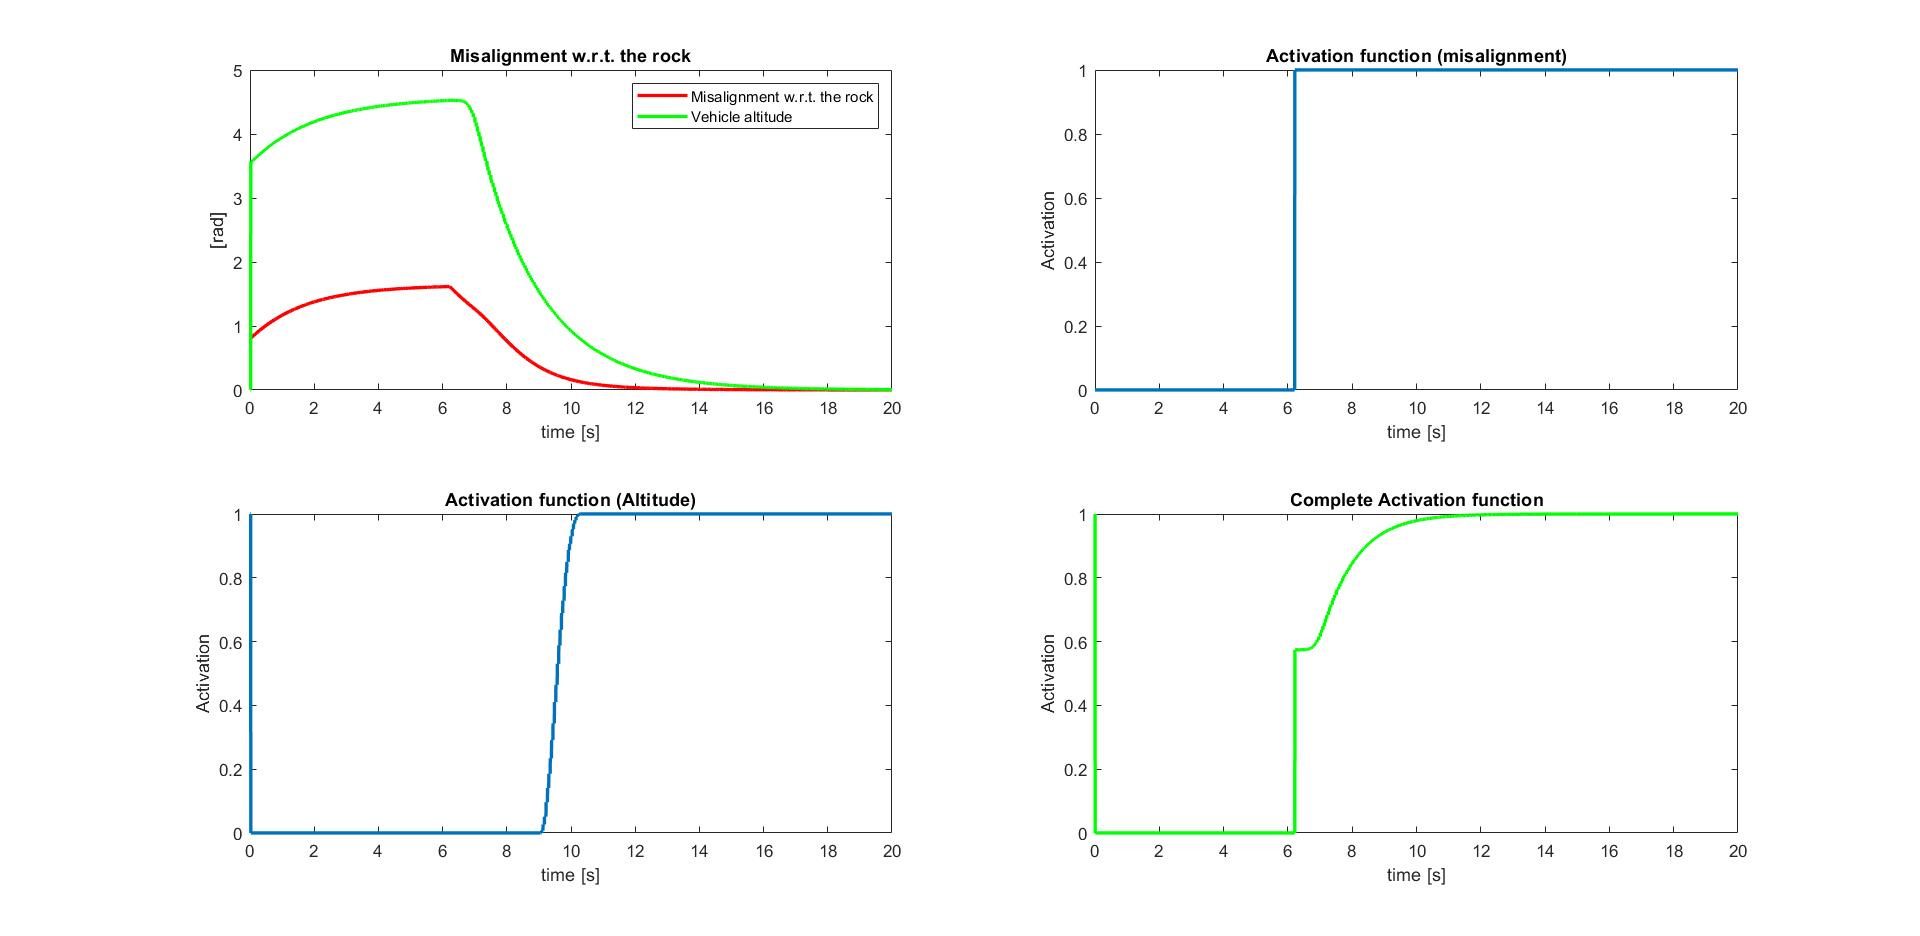 Misalignment w.r.t. the rock
5
4
3
2
1
0
[rad]
Misalignment w.r.t. the rock
Vehicle altitude
0 2 4 6 8 10 12 14 16 18 20
time [s]
Activation function (misalignment)
1
0.8
0.6
0.4
0.2
0
Activation
0 2 4 6 8 10 12 14 16 18 20
time [s]
Activation function (Altitude)
1
0.8
0.6
0.4
0.2
0
Activation
0 2 4 6 8 10 12 14 16 18 20
time [s]
Complete Activation function
1
0.8
0.6
0.4
0.2
0
Activation
0 2 4 6 8 10 12 14 16 18 20
time [s]